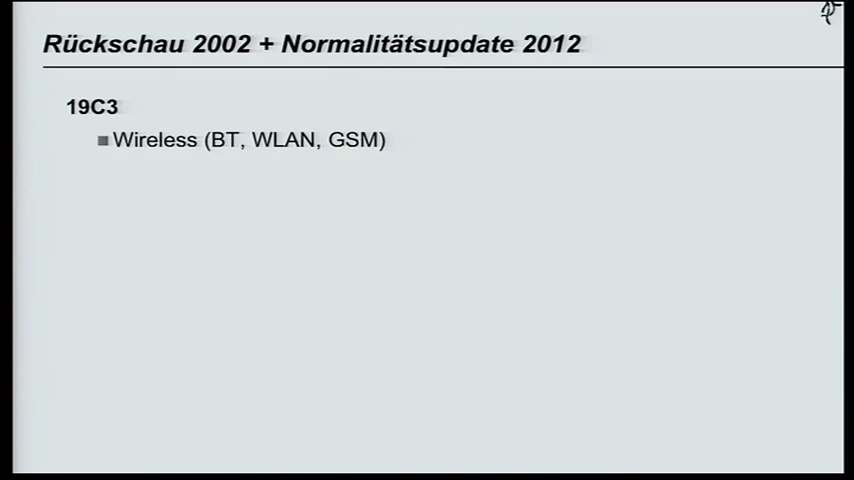 Rückschau 2002 + Normalitätsupdate 2012
19C3
Wireless (BT, WLAN, GSM)